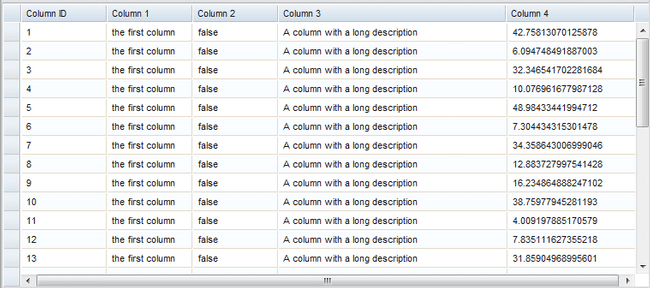 Column ID Column 1 Column 2 Column 3 Column 4
1 the first column false A column with a long description 42.75813070125878
2 the first column false A column with a long description 6.094748491887003
3 the first column false A column with a long description 32.346541702281684
4 the first column false A column with a long description 10.076961677987128
5 the first column false A column with a long description 48.98433441994712
6 the first column false A column with a long description 7.304434315301478
7 the first column false A column with a long description 34.358643006999046
8 the first column false A column with a long description 12.883727997541428
9 the first column false A column with a long description 16.234864888247102
10 the first column false A column with a long description 38.75977945281193
11 the first column false A column with a long description 4.009197885170579
12 the first column false A column with a long description 7.835111627355218
13 the first column false A column with a long description 31.85904968995601